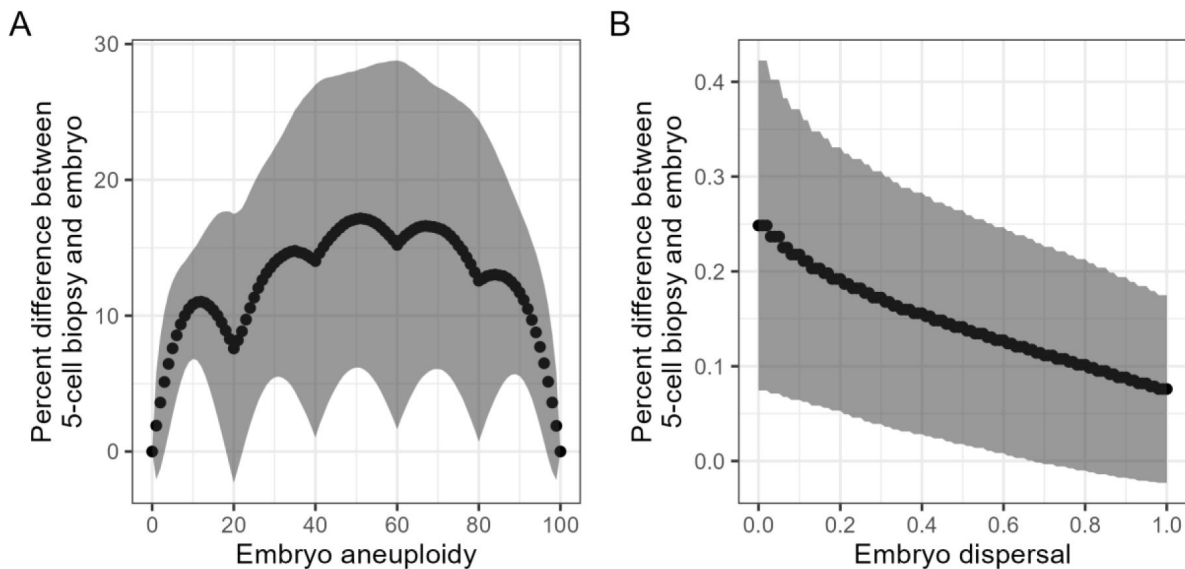 A
Percent difference between
5-cell biopsy and embryo
30
20
10
0
0 20 40 60 80 100
Embryo aneuploidy
B
Percent difference between
5-cell biopsy and embryo
0.4
0.3
0.2
0.1
0.0
0.0 0.2 0.4 0.6 0.8 1.0
Embryo dispersal